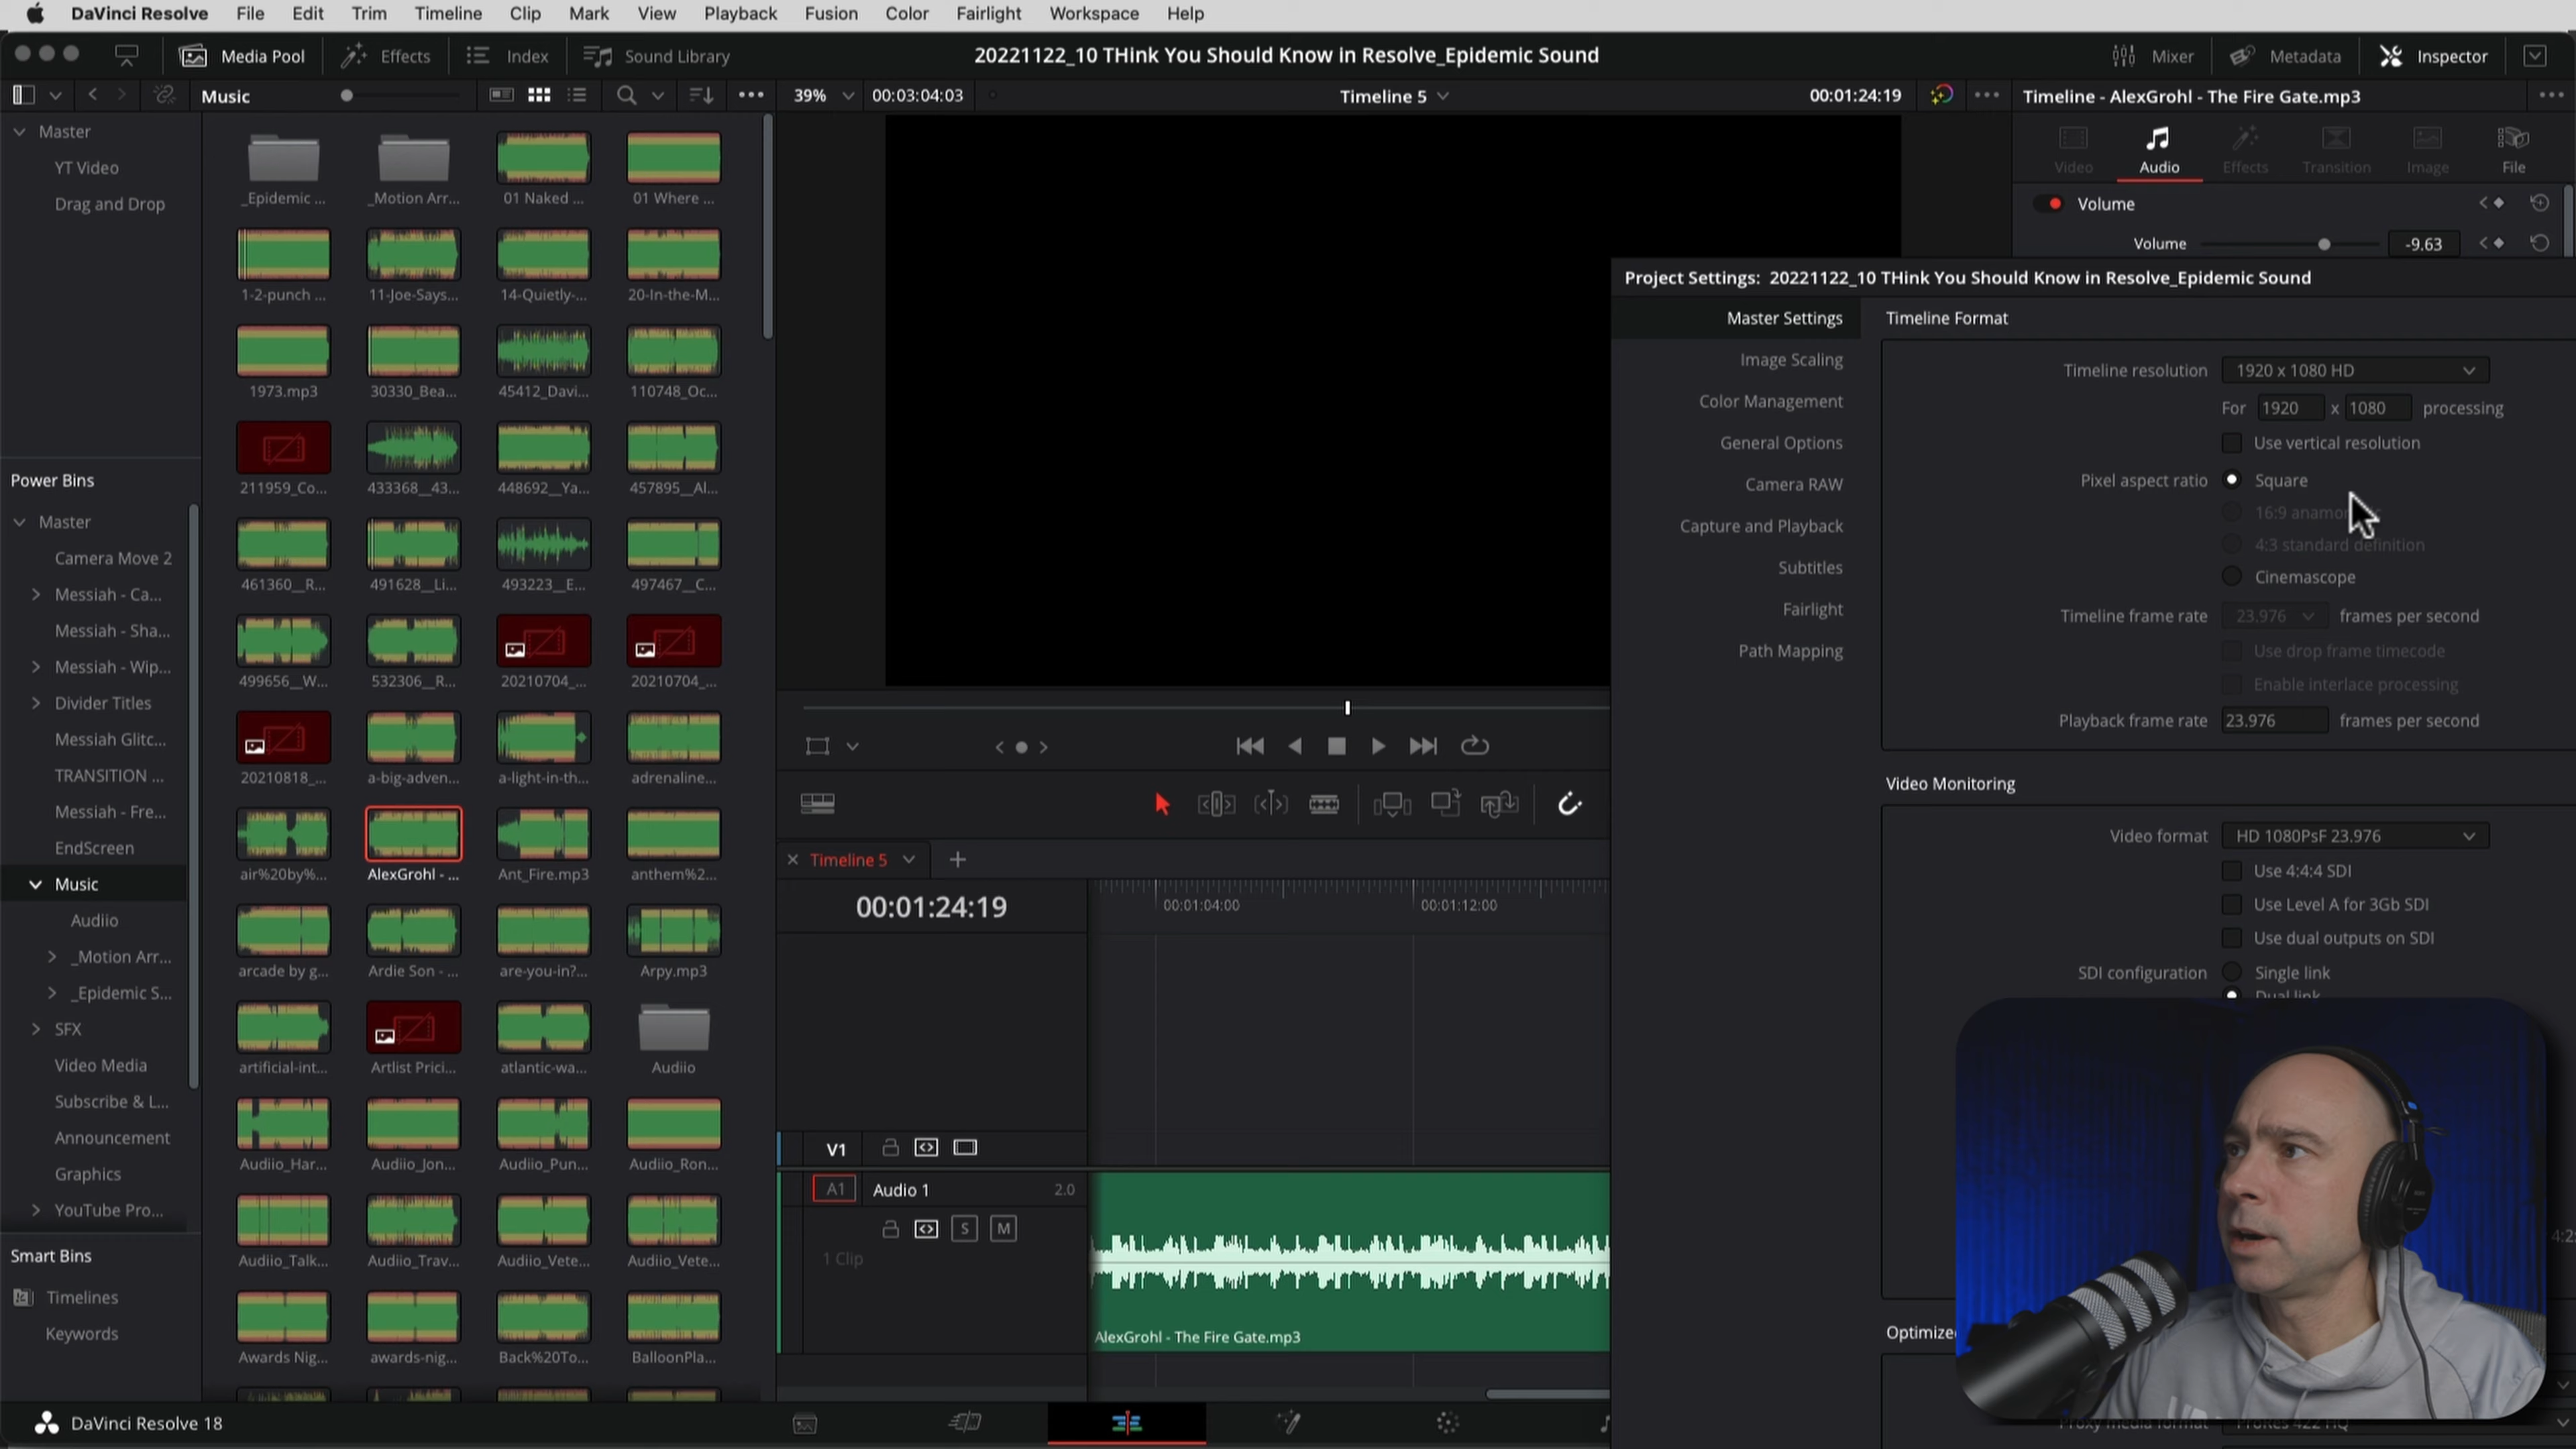 DaVinci Resolve File Edit Trim Timeline Clip Mark View Playback Fusion Color Fairlight Workspace Help
Media Pool Effects Index Sound Library
20221122_10 THink You Should Know in Resolve_Epidemic Sound
Mixer Metadata Inspector
Music
39% 00:03:04:03 Timeline 5 00:01:24:19
Timeline - AlexGrohl - The Fire Gate.mp3
Master
YT Video
Drag and Drop
Power Bins
Master
Camera Move 2
Messiah - Ca...
Messiah - Sha...
Messiah - Wip...
Divider Titles
Messiah Glitc...
TRANSITION ...
Messiah - Fre...
EndScreen
Music
Audiio
_Motion Arr...
_Epidemic S...
SFX
Video Media
Subscribe & L...
Announcement
Graphics
YouTube Pro...
Smart Bins
Timelines
Keywords
_Epidemic ... _Motion Arr... 01 Naked ... 01 Where ...
1-2-punch ... 11-Joe-Says... 14-Quietly-... 20-In-the-M...
1973.mp3 30330_Bea... 45412_Davi... 110748_Oc...
211959_Co... 433368__43... 448692__Ya... 457895__Al...
461360__R... 491628__Li... 493223__E... 497467__C...
499656__W... 532306__R... 20210704_... 20210704_...
20210818_... a-big-adven... a-light-in-th... adrenaline...
air%20by%... AlexGrohl - ... Ant_Fire.mp3 anthem%2...
arcade by g... Ardie Son - ... are-you-in?... Arpy.mp3
artificial-int... Artlist Prici... atlantic-wa... Audiio
Audiio_Har... Audiio_Jon... Audiio_Pun... Audiio_Ron...
Audiio_Talk... Audiio_Trav... Audiio_Vete... Audiio_Vete...
Awards Nig... awards-nig... Back%20To... BalloonPla...
Video Audio Effects Transition Image File
Volume
Volume -9.63
Project Settings: 20221122_10 THink You Should Know in Resolve_Epidemic Sound
Master Settings
Image Scaling
Color Management
General Options
Camera RAW
Capture and Playback
Subtitles
Fairlight
Path Mapping
Timeline Format
Timeline resolution 1920 x 1080 HD
For 1920 x 1080 processing
Use vertical resolution
Pixel aspect ratio Square
16:9
4:3 standard definition
Cinemascope
Timeline frame rate 23.976 frames per second
Use drop frame timecode
Enable interlace processing
Playback frame rate 23.976 frames per second
Video Monitoring
Video format HD 1080PsF 23.976
Use 4:4:4 SDI
Use Level A for 3Gb SDI
Use dual outputs on SDI
SDI configuration Single link
Dual link
Timeline 5
00:01:24:19
00:01:04:00 00:01:12:00
V1
A1 Audio 1 2.0
S M
1 Clip
AlexGrohl - The Fire Gate.mp3
DaVinci Resolve 18